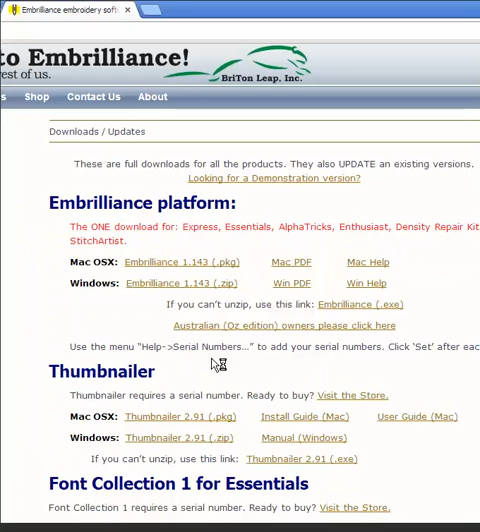 Embrilliance embroidery soft
to Embrilliance!
rest of us.
BriTon Leap, Inc.
s Shop Contact Us About
Downloads / Updates
These are full downloads for all the products. They also UPDATE an existing versions.
Looking for a Demonstration version?
Embrilliance platform:
The ONE download for: Express, Essentials, AlphaTricks, Enthusiast, Density Repair Kit
StitchArtist.
Mac OSX: Embrilliance 1.143 (.pkg) Mac PDF Mac Help
Windows: Embrilliance 1.143 (.zip) Win PDF Win Help
If you can't unzip, use this link: Embrilliance (.exe)
Australian (Oz edition) owners please click here
Use the menu “Help->Serial Numbers…” to add your serial numbers. Click ‘Set’ after eac
Thumbnailer
Thumbnailer requires a serial number. Ready to buy? Visit the Store.
Mac OSX: Thumbnailer 2.91 (.pkg) Install Guide (Mac) User Guide (Mac)
Windows: Thumbnailer 2.91 (.zip) Manual (Windows)
If you can't unzip, use this link: Thumbnailer 2.91 (.exe)
Font Collection 1 for Essentials
Font Collection 1 requires a serial number. Ready to buy? Visit the Store.